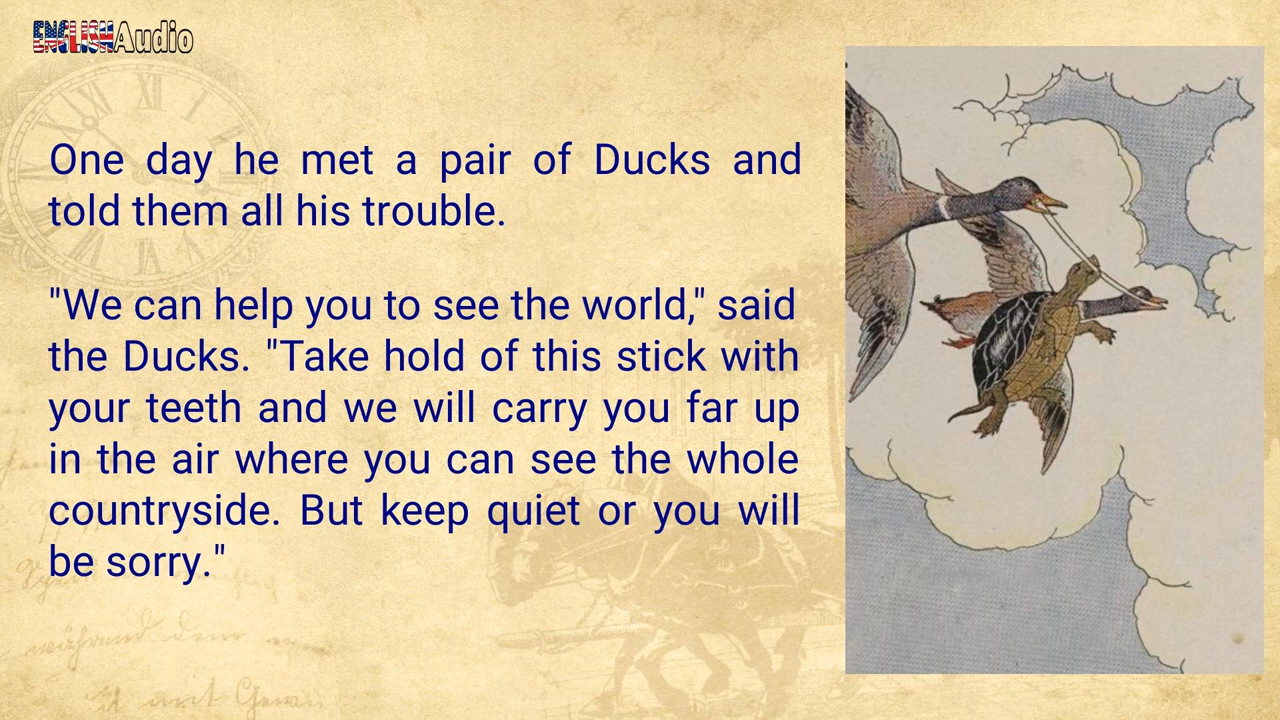 ENGLISHAudio
One day he met a pair of Ducks and
told them all his trouble.
"We can help you to see the world," said
the Ducks. "Take hold of this stick with
your teeth and we will carry you far up
in the air where you can see the whole
countryside. But keep quiet or you will
be sorry."
während dem